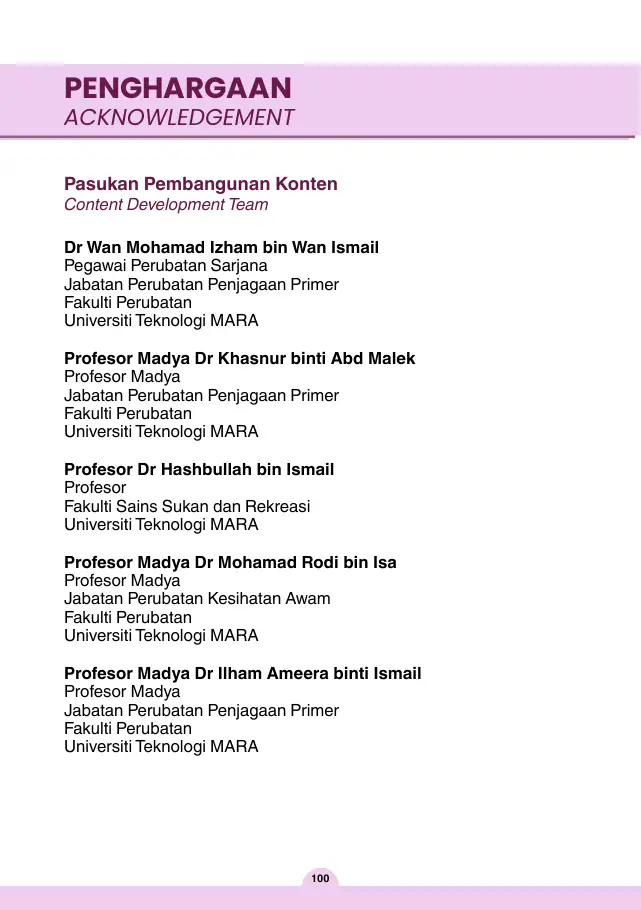 PENGHARGAAN
ACKNOWLEDGEMENT
Pasukan Pembangunan Konten
Content Development Team
Dr Wan Mohamad Izham bin Wan Ismail
Pegawai Perubatan Sarjana
Jabatan Perubatan Penjagaan Primer
Fakulti Perubatan
Universiti Teknologi MARA
Profesor Madya Dr Khasnur binti Abd Malek
Profesor Madya
Jabatan Perubatan Penjagaan Primer
Fakulti Perubatan
Universiti Teknologi MARA
Profesor Dr Hashbullah bin Ismail
Profesor
Fakulti Sains Sukan dan Rekreasi
Universiti Teknologi MARA
Profesor Madya Dr Mohamad Rodi bin Isa
Profesor Madya
Jabatan Perubatan Kesihatan Awam
Fakulti Perubatan
Universiti Teknologi MARA
Profesor Madya Dr Ilham Ameera binti Ismail
Profesor Madya
Jabatan Perubatan Penjagaan Primer
Fakulti Perubatan
Universiti Teknologi MARA
100